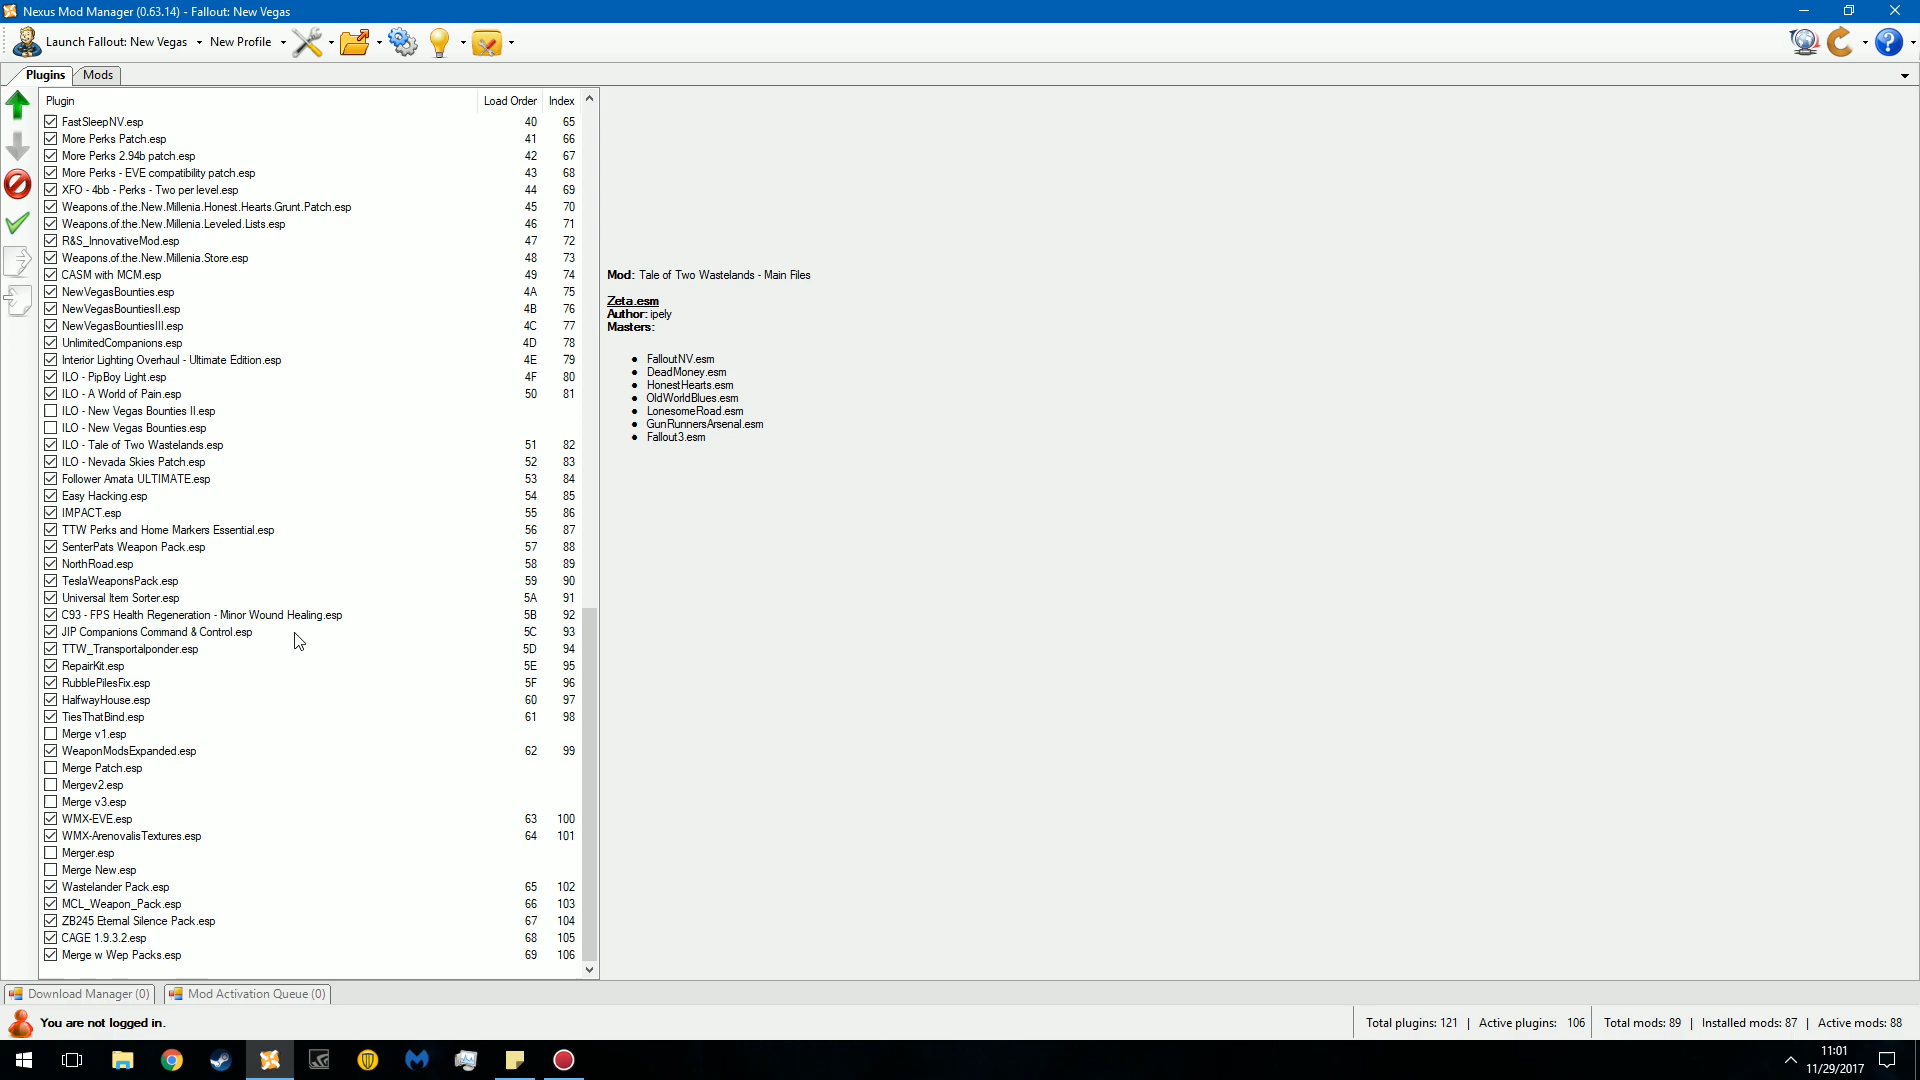 Nexus Mod Manager (0.63.14) - Fallout: New Vegas
Launch Fallout: New Vegas New Profile
Plugins Mods
Plugin Load Order Index
FastSleepNV.esp 40 65
More Perks Patch.esp 41 66
More Perks 2.94b patch.esp 42 67
More Perks - EVE compatibility patch.esp 43 68
XFO - 4bb - Perks - Two per level.esp 44 69
Weapons.of.the.New.Millenia.Honest.Hearts.Grunt.Patch.esp 45 70
Weapons.of.the.New.Millenia.Leveled.Lists.esp 46 71
R&S_InnovativeMod.esp 47 72
Weapons.of.the.New.Millenia.Store.esp 48 73
CASM with MCM.esp 49 74
NewVegasBounties.esp 4A 75
NewVegasBountiesII.esp 4B 76
NewVegasBountiesIII.esp 4C 77
UnlimitedCompanions.esp 4D 78
Interior Lighting Overhaul - Ultimate Edition.esp 4E 79
ILO - PipBoy Light.esp 4F 80
ILO - A World of Pain.esp 50 81
ILO - New Vegas Bounties II.esp
ILO - New Vegas Bounties.esp
ILO - Tale of Two Wastelands.esp 51 82
ILO - Nevada Skies Patch.esp 52 83
Follower Amata ULTIMATE.esp 53 84
Easy Hacking.esp 54 85
IMPACT.esp 55 86
TTW Perks and Home Markers Essential.esp 56 87
SenterPats Weapon Pack.esp 57 88
NorthRoad.esp 58 89
TeslaWeaponsPack.esp 59 90
Universal Item Sorter.esp 5A 91
C93 - FPS Health Regeneration - Minor Wound Healing.esp 5B 92
JIP Companions Command & Control.esp 5C 93
TTW_Transportalponder.esp 5D 94
RepairKit.esp 5E 95
RubblePilesFix.esp 5F 96
HalfwayHouse.esp 60 97
TiesThatBind.esp 61 98
Merge v1.esp
WeaponModsExpanded.esp 62 99
Merge Patch.esp
Mergev2.esp
Merge v3.esp
WMX-EVE.esp 63 100
WMX-ArenovalisTextures.esp 64 101
Merger.esp
Merge New.esp
Wastelander Pack.esp 65 102
MCL_Weapon_Pack.esp 66 103
ZB245 Eternal Silence Pack.esp 67 104
CAGE 1.9.3.2.esp 68 105
Merge w Wep Packs.esp 69 106
Mod: Tale of Two Wastelands - Main Files
Zeta.esm
Author: ipely
Masters:
FalloutNV.esm
DeadMoney.esm
HonestHearts.esm
OldWorldBlues.esm
LonesomeRoad.esm
GunRunnersArsenal.esm
Fallout3.esm
Download Manager (0) Mod Activation Queue (0)
You are not logged in. Total plugins: 121 | Active plugins: 106 Total mods: 89 | Installed mods: 87 | Active mods: 88
11:01
11/29/2017